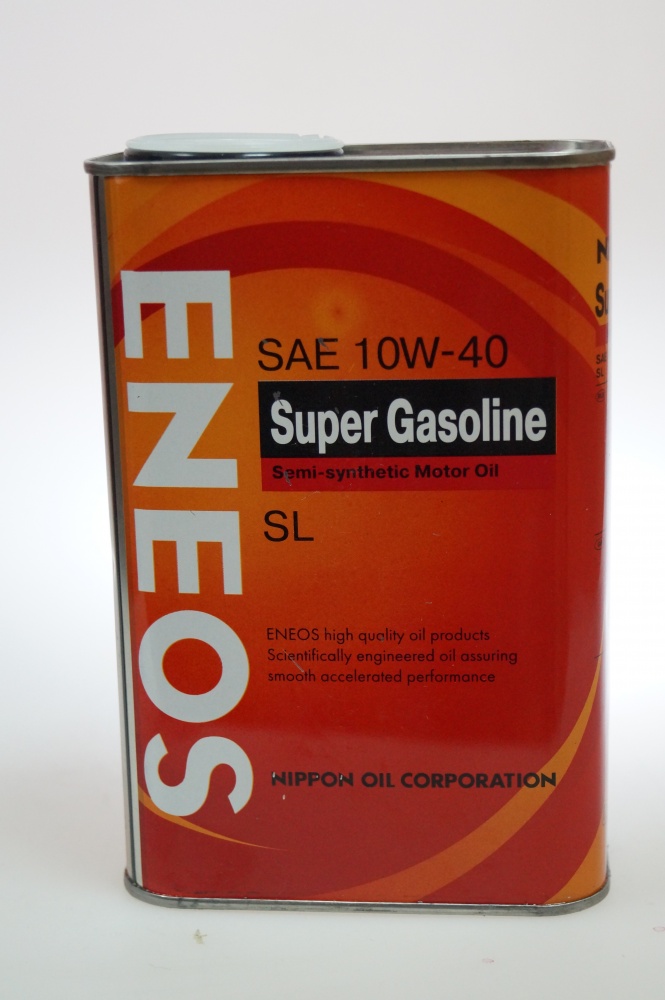 ENEOS
SAE 10W-40
Super Gasoline
Semi-synthetic Motor Oil
SL
ENEOS high quality oil products
Scientifically engineered oil assuring
smooth accelerated performance
NIPPON OIL CORPORATION
SL